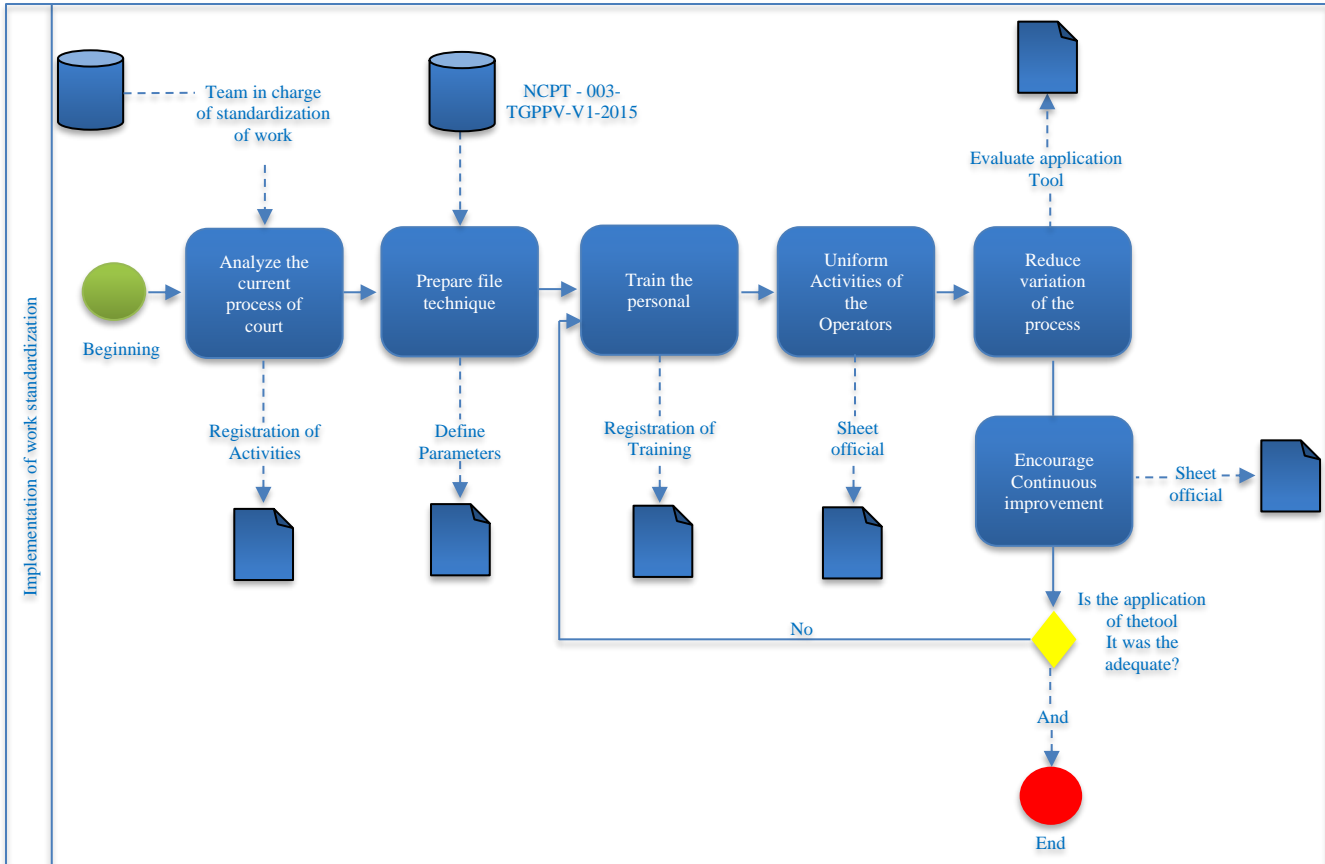 Implementation of work standardization
Team in charge
of standardization
of work
NCPT - 003-
TGPPV-V1-2015
Evaluate application
Tool
Beginning
Analyze the
current
process of
court
Prepare file
technique
Train the
personal
Uniform
Activities of
the
Operators
Reduce
variation
of the
process
Registration of
Activities
Define
Parameters
Registration of
Training
Sheet
official
Encourage
Continuous
improvement
Sheet
official
Is the application
of thetool
It was the
adequate?
No
And
End